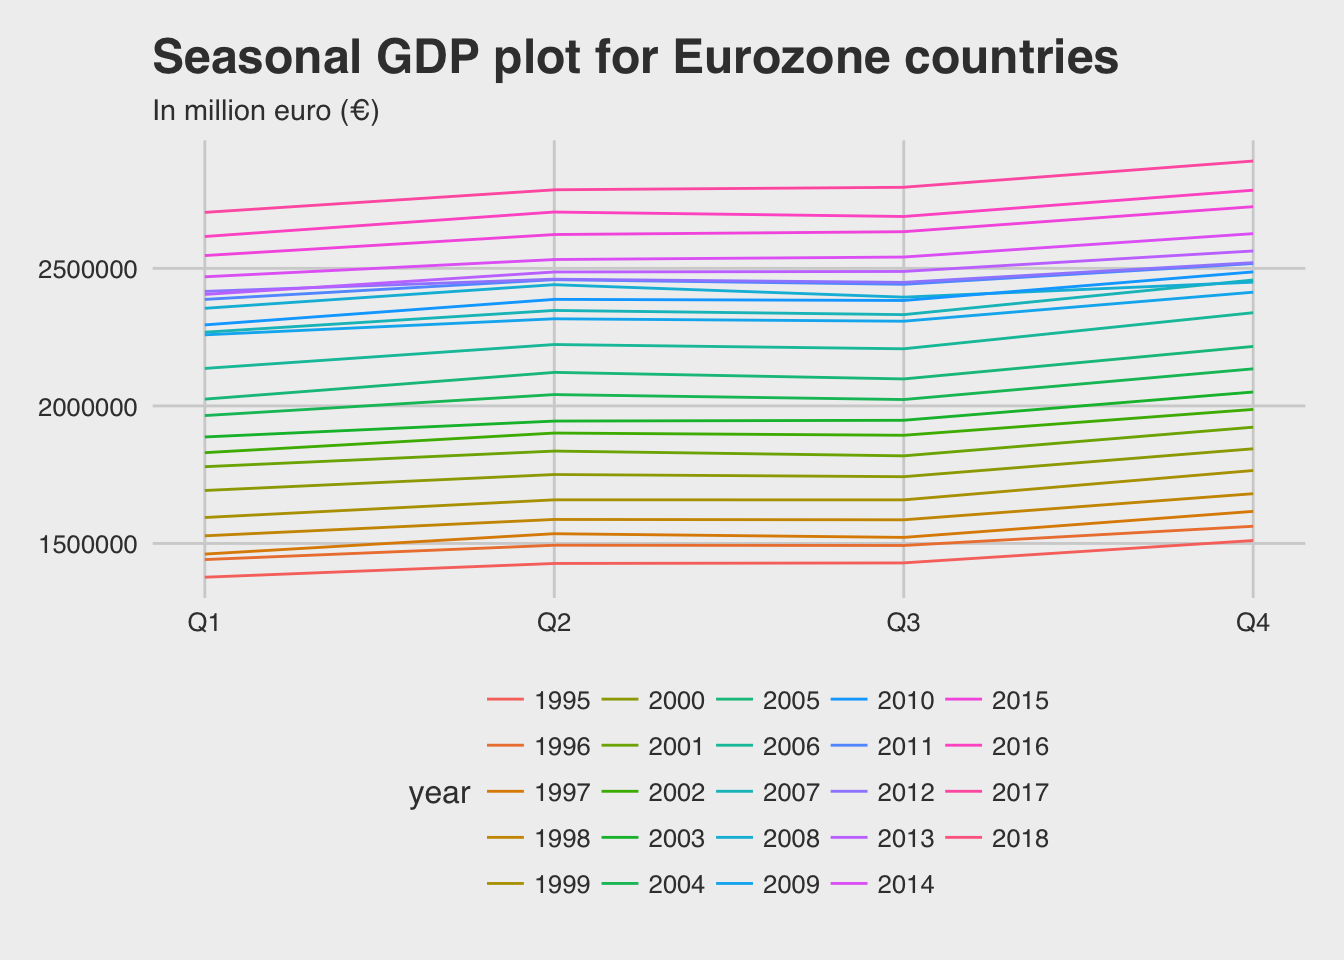 Seasonal GDP plot for Eurozone countries
In million euro (€)
2500000
2000000
1500000
Q1 Q2 Q3 Q4
1995 2000 2005 2010 2015
1996 2001 2006 2011 2016
year 1997 2002 2007 2012 2017
1998 2003 2008 2013 2018
1999 2004 2009 2014